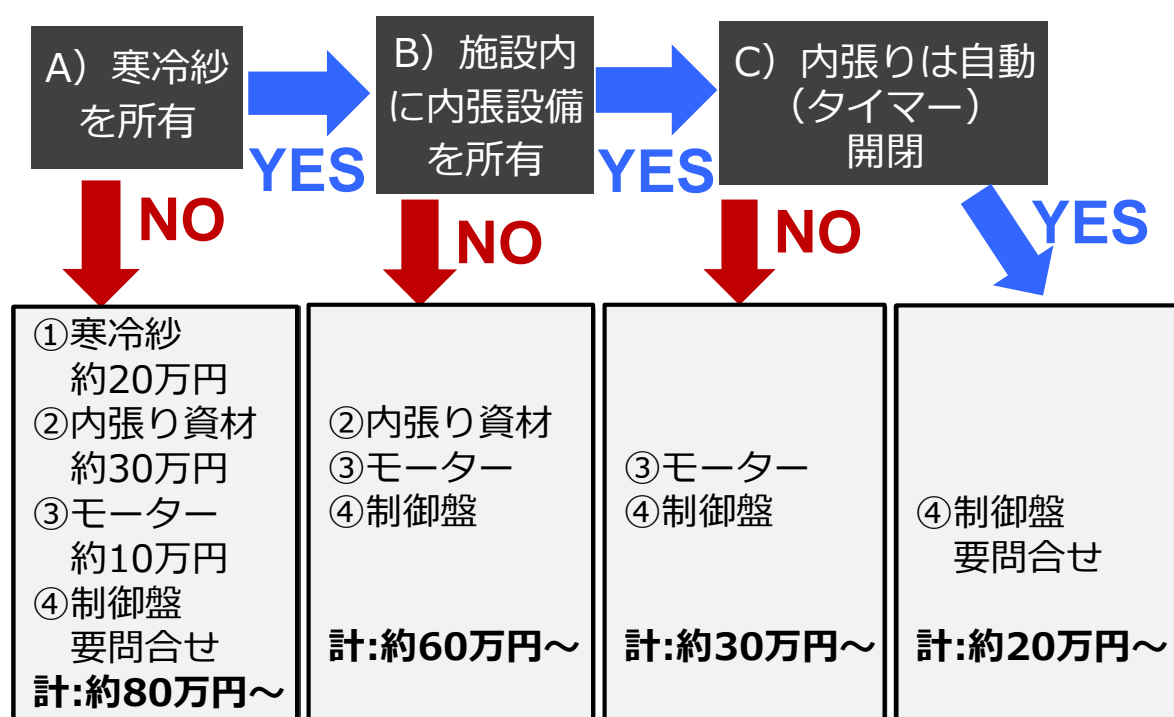 A）寒冷紗
を所有
YES
B）施設内
に内張設備
を所有
YES
C）内張りは自動
（タイマー）
開閉
NO
NO
NO
YES
①寒冷紗
約20万円
②内張り資材
約30万円
③モーター
約10万円
④制御盤
要問合せ
計:約80万円～
②内張り資材
③モーター
④制御盤
計:約60万円～
③モーター
④制御盤
計:約30万円～
④制御盤
要問合せ
計:約20万円～